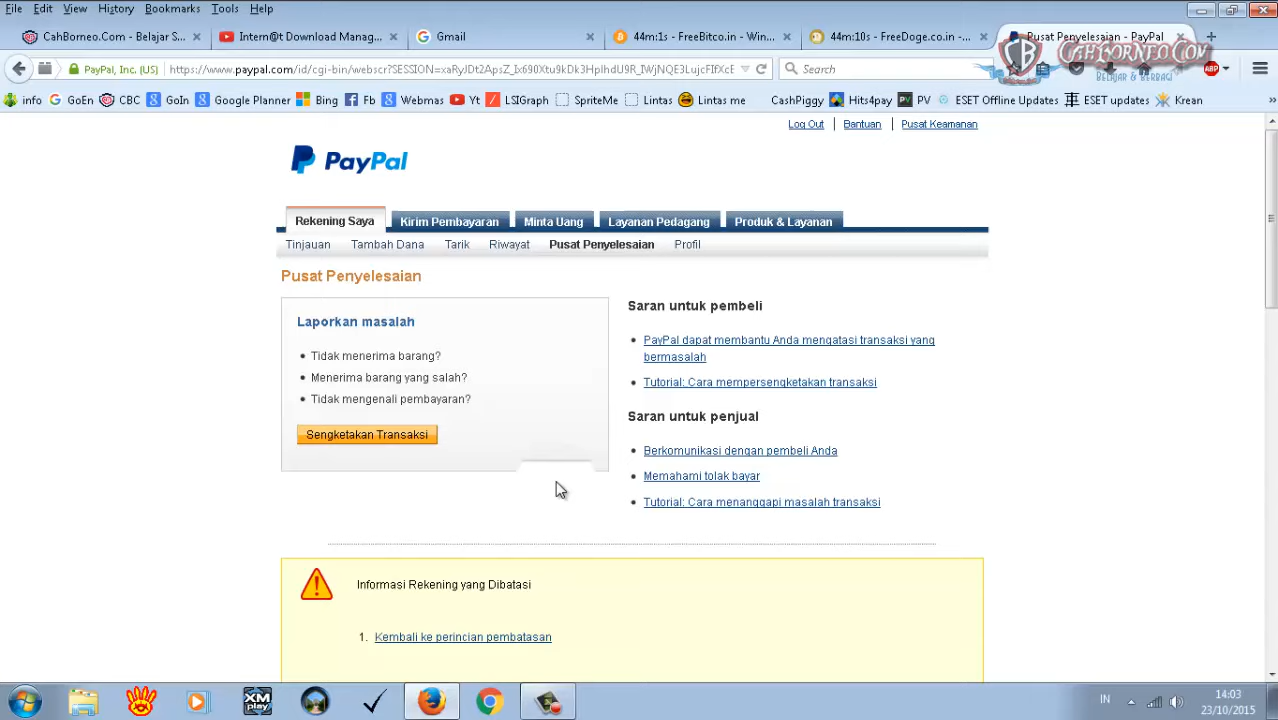 File Edit View History Bookmarks Tools Help
CahBorneo.Com - Belajar S... Intern@t Download Manag... Gmail 44m:1s - FreeBitco.in - Win... 44m:10s - FreeDoge.co.in - ... Pusat Penyelesaian - PayPal
PayPal, Inc. (US) Search
CahBorneo.Com
Belajar & Berbagi
info GoEn CBC GoIn Google Planner Bing Fb Webmas Yt LSIGraph SpriteMe Lintas Lintas me CashPiggy Hits4pay PV ESET Offline Updates ESET updates Krean
Log Out Bantuan Pusat Keamanan
PayPal
Rekening Saya Kirim Pembayaran Minta Uang Layanan Pedagang Produk & Layanan
Tinjauan Tambah Dana Tarik Riwayat Pusat Penyelesaian Profil
Pusat Penyelesaian
Laporkan masalah
Tidak menerima barang?
Menerima barang yang salah?
Tidak mengenali pembayaran?
Sengketakan Transaksi
Saran untuk pembeli
PayPal dapat membantu Anda mengatasi transaksi yang
bermasalah
Tutorial: Cara mempersengketakan transaksi
Saran untuk penjual
Berkomunikasi dengan pembeli Anda
Memahami tolak bayar
Tutorial: Cara menanggapi masalah transaksi
Informasi Rekening yang Dibatasi
1. Kembali ke perincian pembatasan
XM play
IN
14:03
23/10/2015